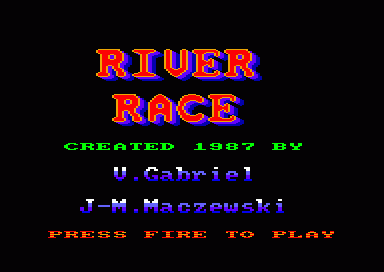 RIVER
RACE
CREATED 1987 BY
V.Gabriel
J-M.Maczewski
PRESS FIRE TO PLAY